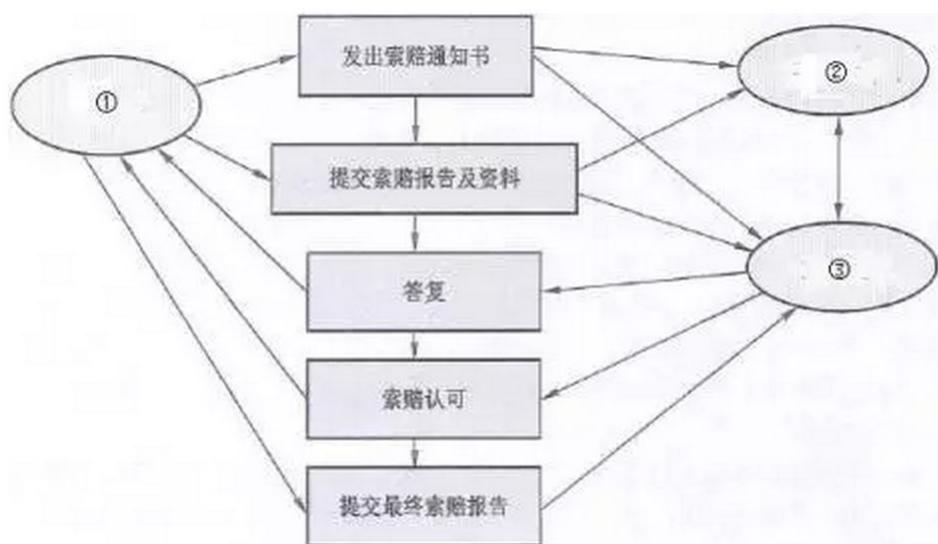 发出索赔通知书
①
②
提交索赔报告及资料
答复
③
索赔认可
提交最终索赔报告